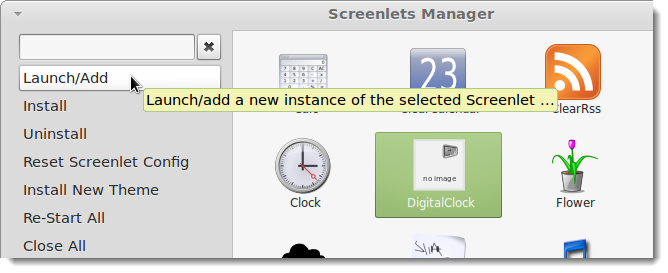 Screenlets Manager
Launch/Add
Launch/add a new instance of the selected Screenlet ...
Install
Uninstall
Reset Screenlet Config
Install New Theme
Re-Start All
Close All
23
ClearRss
no image
Clock
DigitalClock
Flower